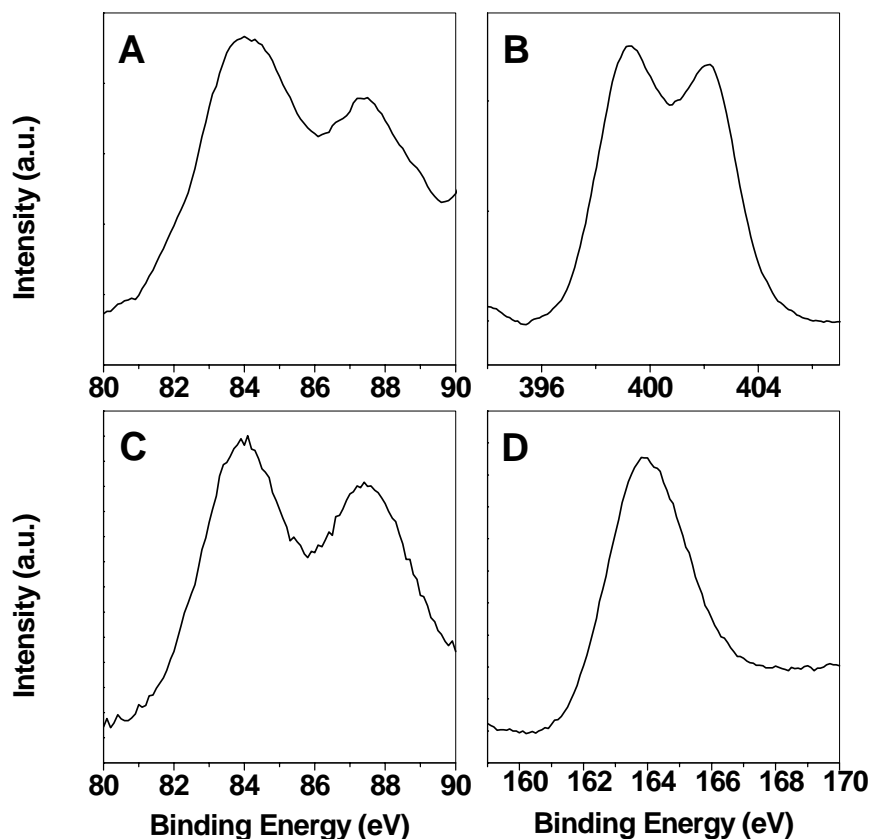 A
B
Intensity (a.u.)
80 82 84 86 88 90
396 400 404
C
D
Intensity (a.u.)
80 82 84 86 88 90
160 162 164 166 168 170
Binding Energy (eV)
Binding Energy (eV)